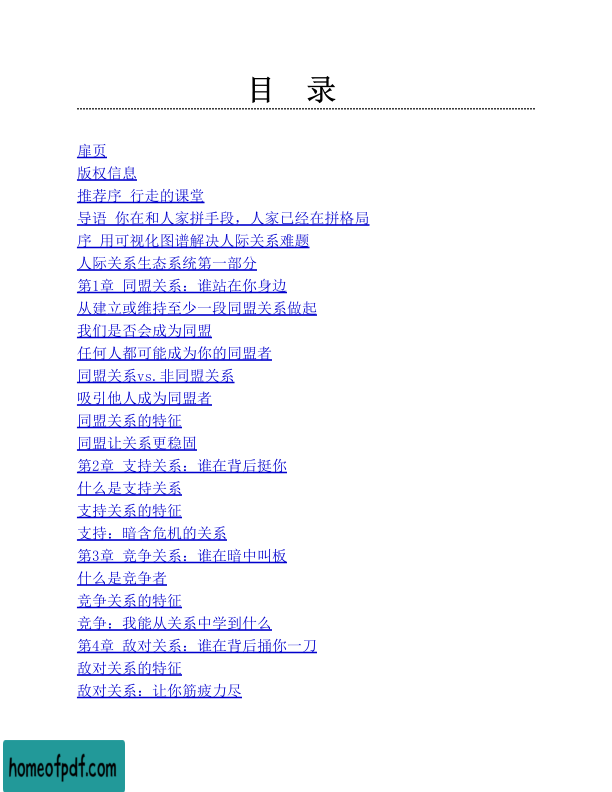 目 录
扉页
版权信息
推荐序 行走的课堂
导语 你在和人家拼手段，人家已经在拼格局
序 用可视化图谱解决人际关系难题
人际关系生态系统第一部分
第1章 同盟关系：谁站在你身边
从建立或维持至少一段同盟关系做起
我们是否会成为同盟
任何人都可能成为你的同盟者
同盟关系vs.非同盟关系
吸引他人成为同盟者
同盟关系的特征
同盟让关系更稳固
第2章 支持关系：谁在背后挺你
什么是支持关系
支持关系的特征
支持：暗含危机的关系
第3章 竞争关系：谁在暗中叫板
什么是竞争者
竞争关系的特征
竞争：我能从关系中学到什么
第4章 敌对关系：谁在背后捅你一刀
敌对关系的特征
敌对关系：让你筋疲力尽
homeofpdf.com